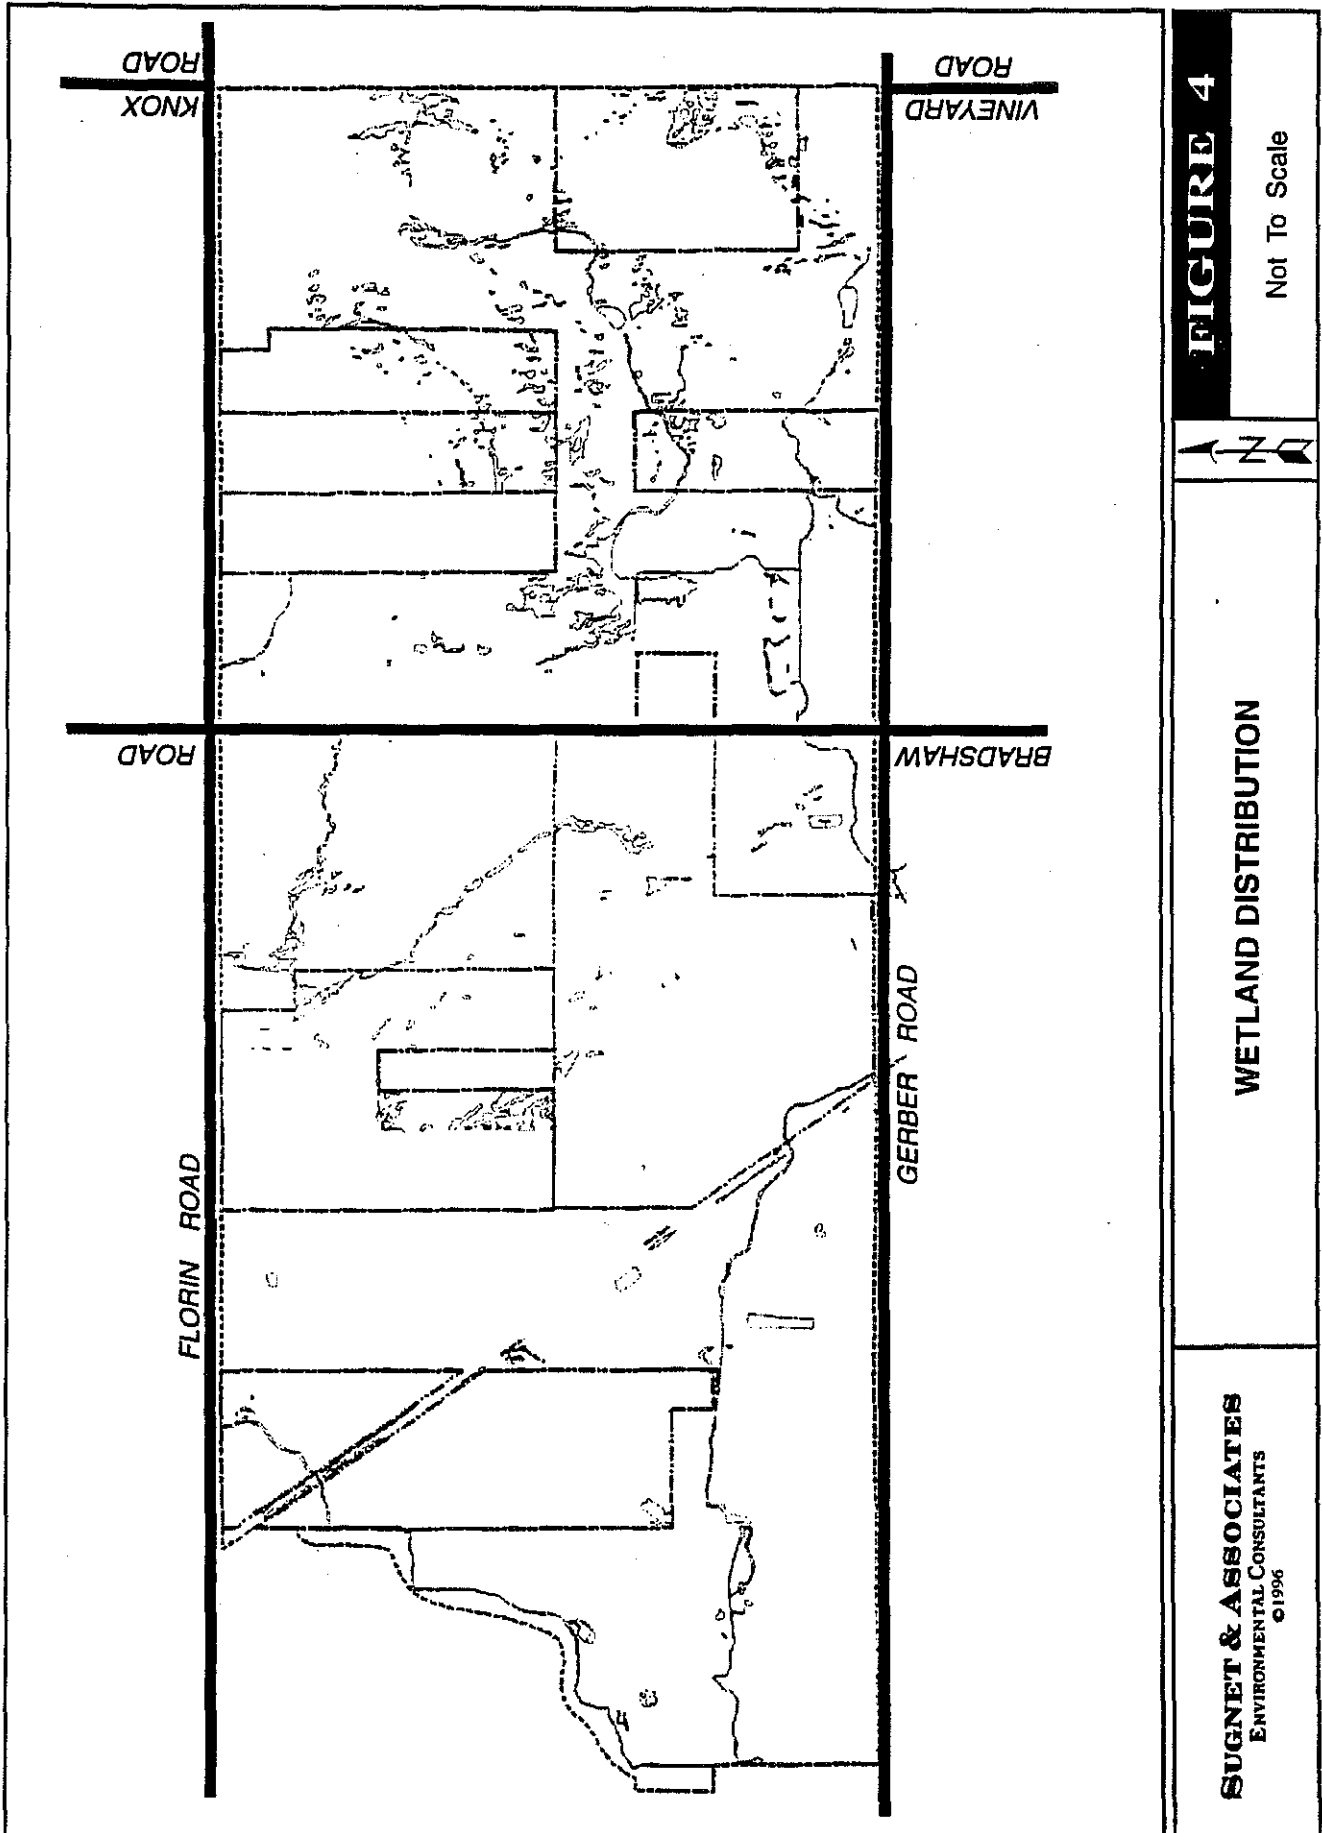 KNOX
ROAD
VINEYARD
ROAD
FLORIN ROAD
ROAD
BRADSHAW
GERBER ROAD
FIGURE 4
Not To Scale
N
WETLAND DISTRIBUTION
SUGNET & ASSOCIATES
ENVIRONMENTAL CONSULTANTS
©1996